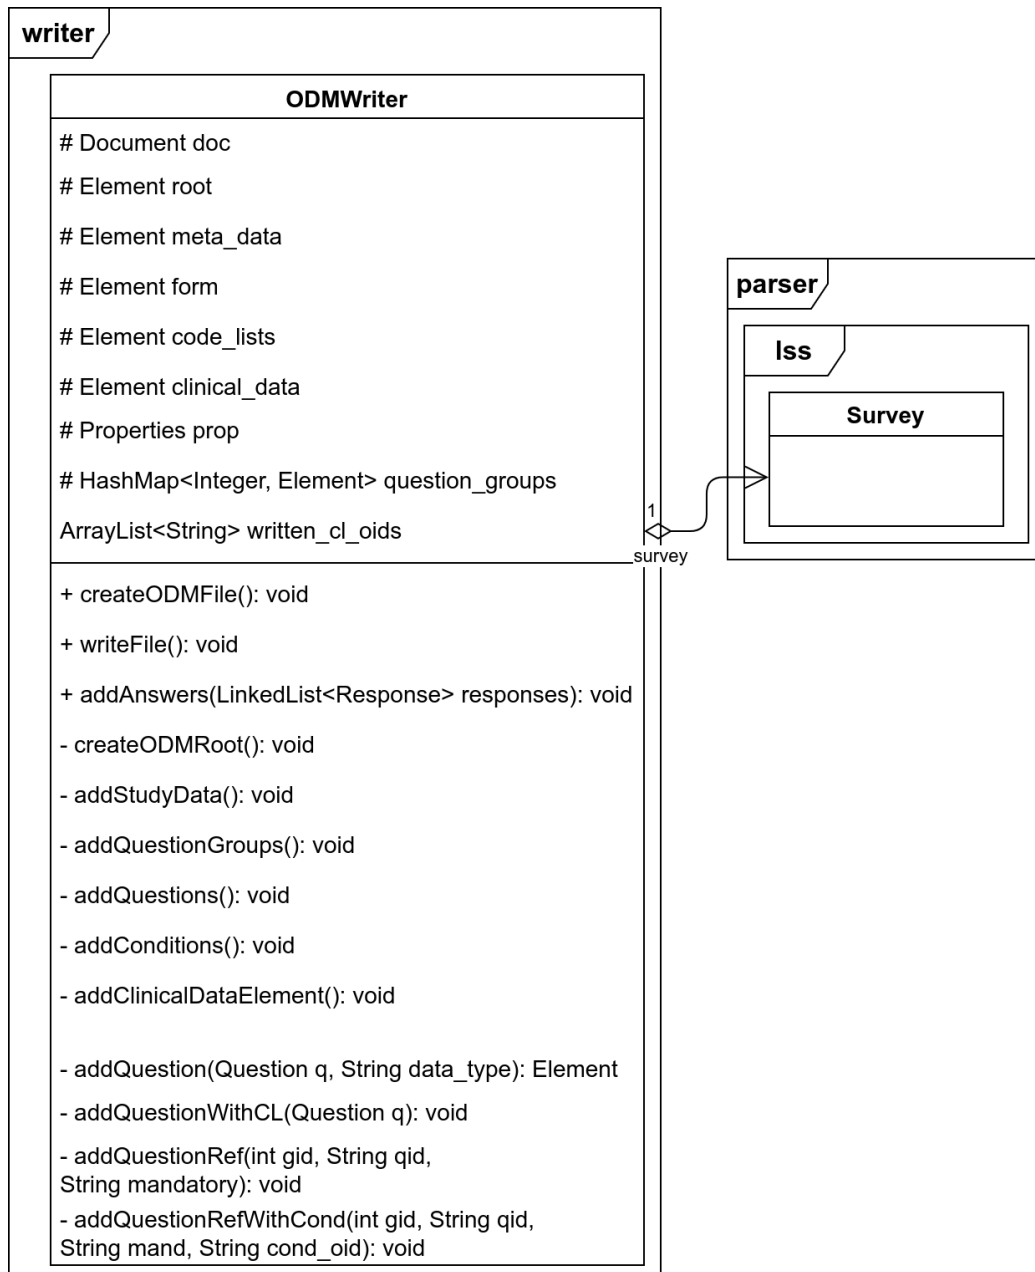 writer
ODMWriter
# Document doc
# Element root
# Element meta_data
# Element form
# Element code_lists
# Element clinical_data
# Properties prop
# HashMap<Integer, Element> question_groups
ArrayList<String> written_cl_oids
1
survey
parser
lss
Survey
+ createODMFile(): void
+ writeFile(): void
+ addAnswers(LinkedList<Response> responses): void
- createODMRoot(): void
- addStudyData(): void
- addQuestionGroups(): void
- addQuestions(): void
- addConditions(): void
- addClinicalDataElement(): void
- addQuestion(Question q, String data_type): Element
- addQuestionWithCL(Question q): void
- addQuestionRef(int gid, String qid,
String mandatory): void
- addQuestionRefWithCond(int gid, String qid,
String mand, String cond_oid): void